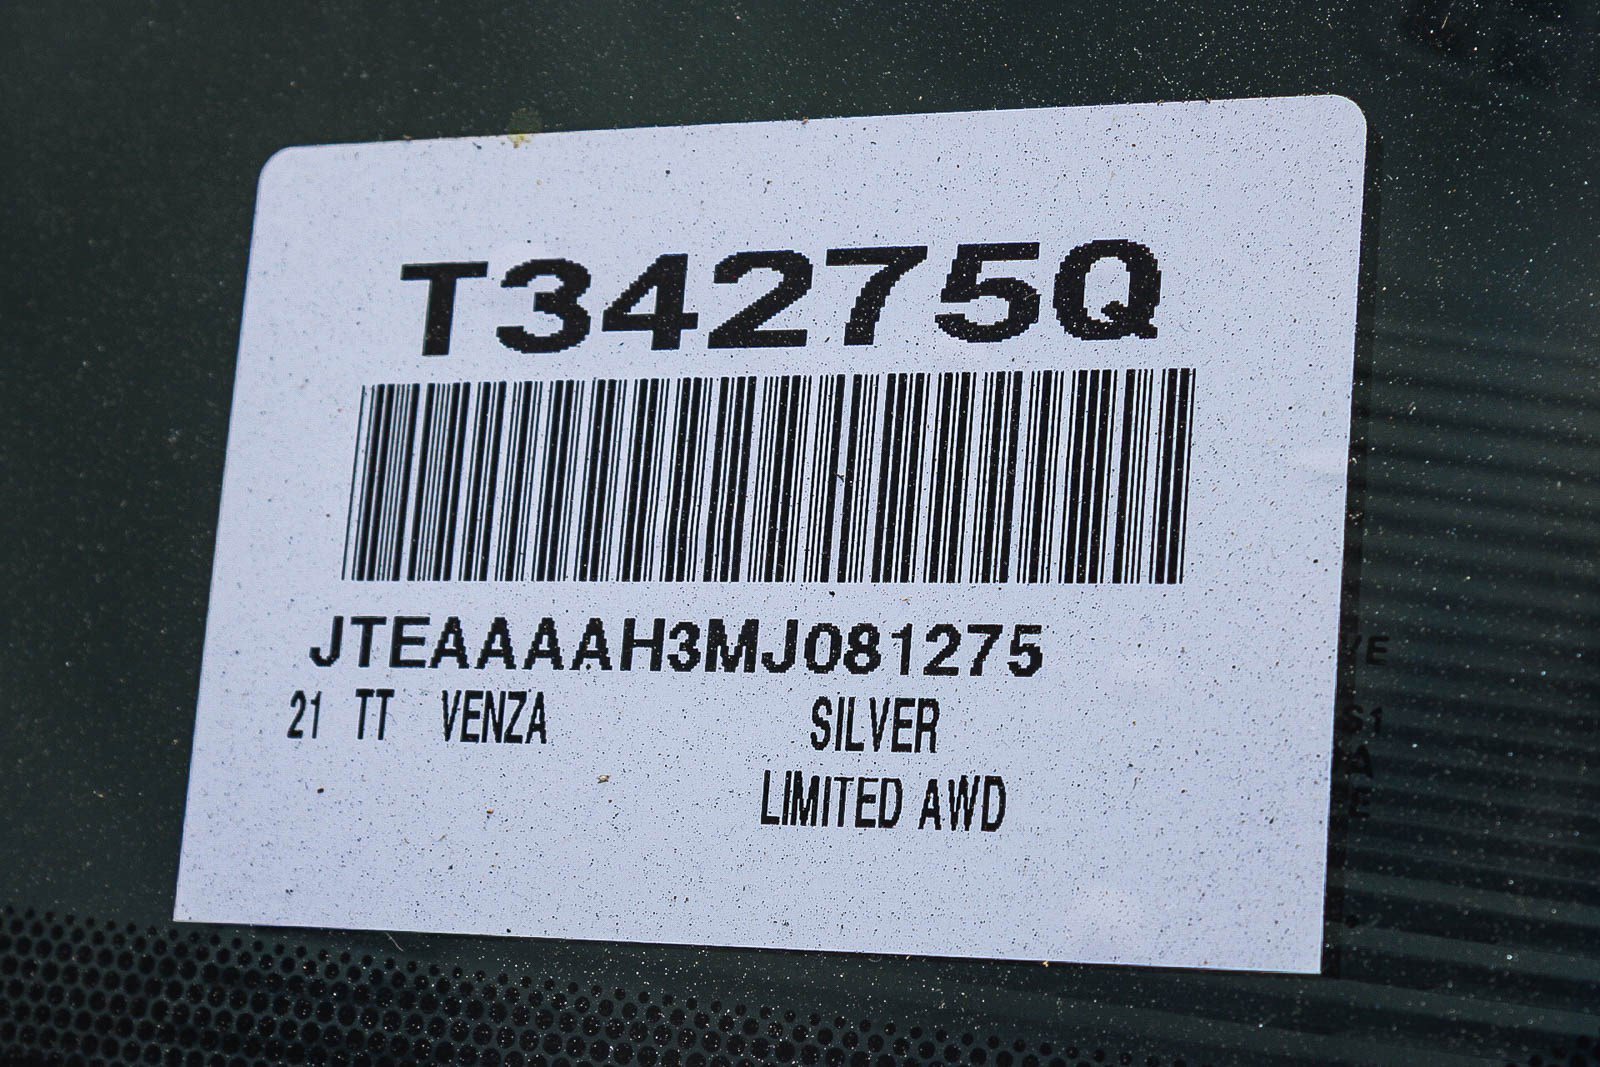 T34275Q
JTEAAAAH3MJ081275
21 TT VENZA SILVER
LIMITED AWD